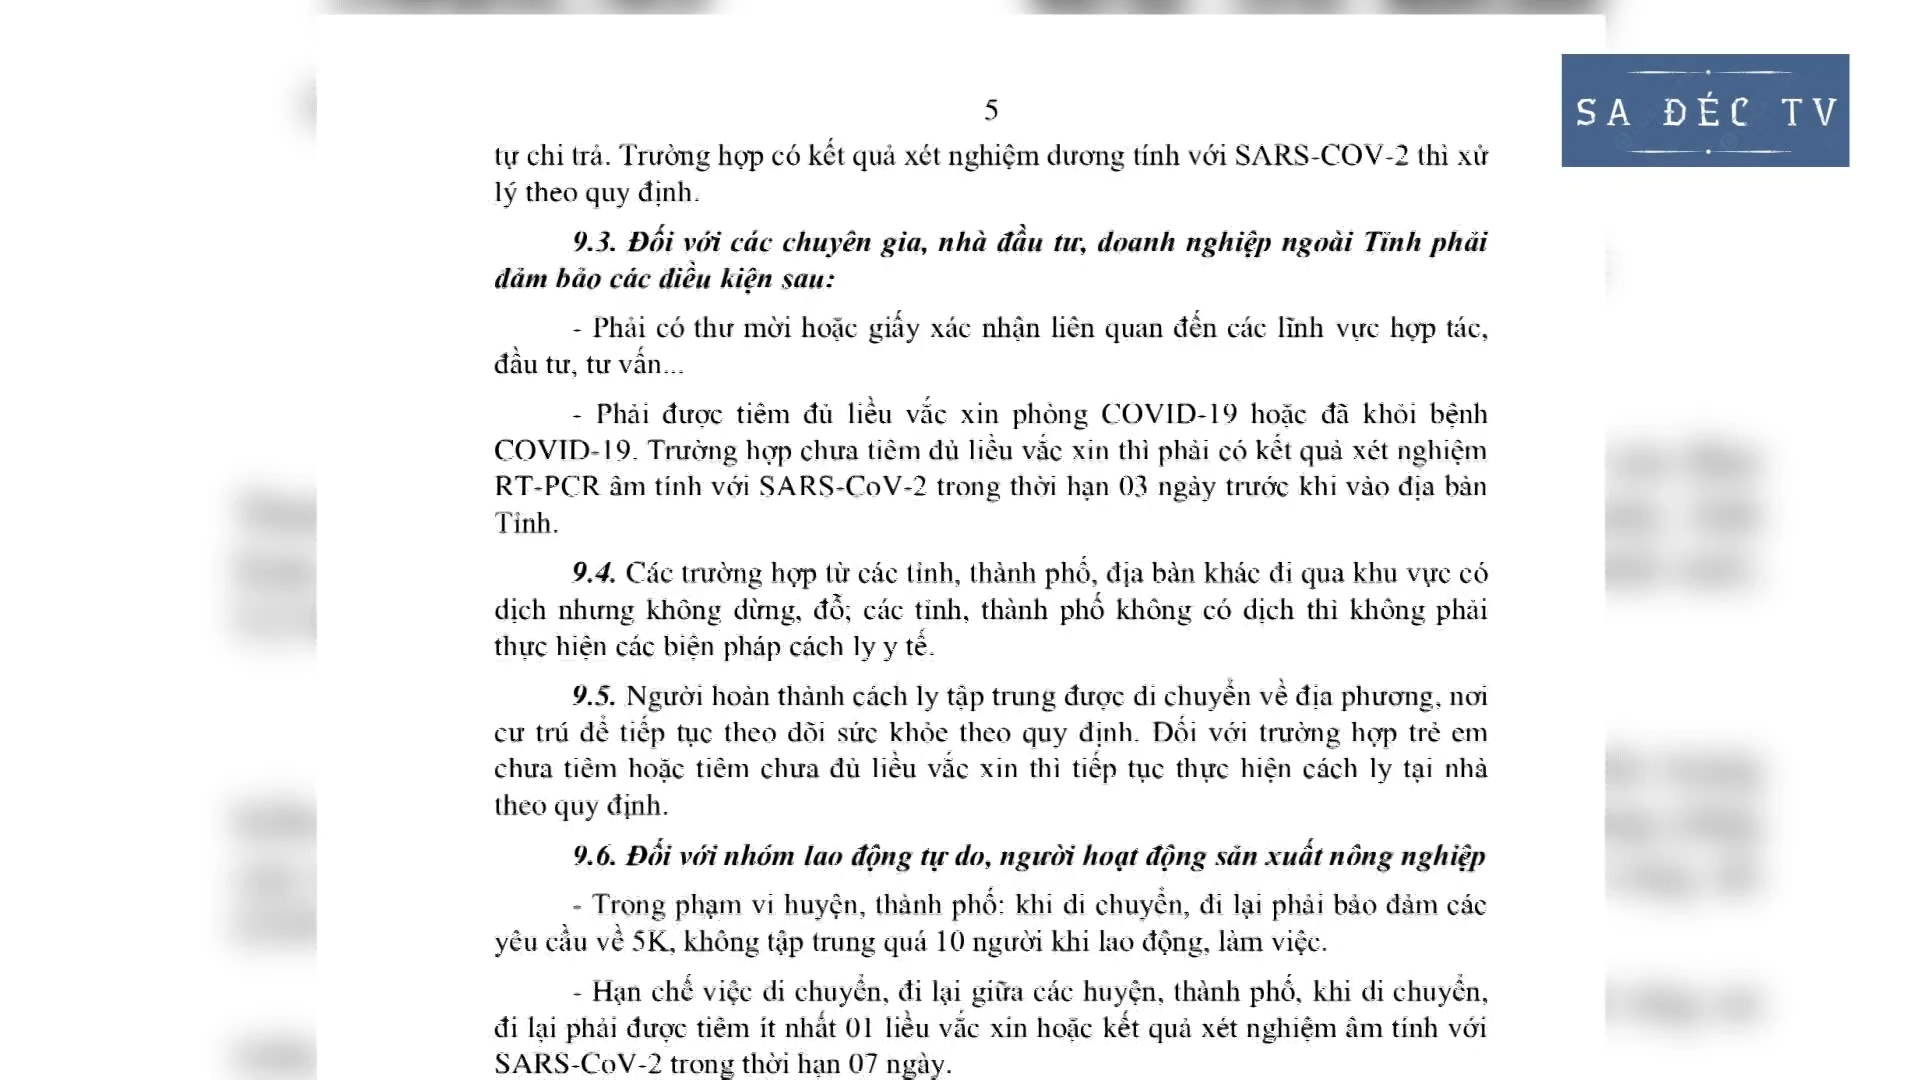 5
SA ĐÉC TV
tự chi trả. Trường hợp có kết quả xét nghiệm dương tính với SARS-COV-2 thì xử
lý theo quy định.
9.3. Đối với các chuyên gia, nhà đầu tư, doanh nghiệp ngoài Tỉnh phải
đảm bảo các điều kiện sau:
- Phải có thư mời hoặc giấy xác nhận liên quan đến các lĩnh vực hợp tác,
đầu tư, tư vấn...
- Phải được tiêm đủ liều vắc xin phòng COVID-19 hoặc đã khỏi bệnh
COVID-19. Trường hợp chưa tiêm đủ liều vắc xin thì phải có kết quả xét nghiệm
RT-PCR âm tính với SARS-CoV-2 trong thời hạn 03 ngày trước khi vào địa bàn
Tỉnh.
9.4. Các trường hợp từ các tỉnh, thành phố, địa bàn khác đi qua khu vực có
dịch nhưng không dừng, đỗ; các tỉnh, thành phố không có dịch thì không phải
thực hiện các biện pháp cách ly y tế.
9.5. Người hoàn thành cách ly tập trung được di chuyển về địa phương, nơi
cư trú để tiếp tục theo dõi sức khỏe theo quy định. Đối với trường hợp trẻ em
chưa tiêm hoặc tiêm chưa đủ liều vắc xin thì tiếp tục thực hiện cách ly tại nhà
theo quy định.
9.6. Đối với nhóm lao động tự do, người hoạt động sản xuất nông nghiệp
- Trong phạm vi huyện, thành phố: khi di chuyển, đi lại phải bảo đảm các
yêu cầu về 5K, không tập trung quá 10 người khi lao động, làm việc.
- Hạn chế việc di chuyển, đi lại giữa các huyện, thành phố, khi di chuyển,
đi lại phải được tiêm ít nhất 01 liều vắc xin hoặc kết quả xét nghiệm âm tính với
SARS-CoV-2 trong thời hạn 07 ngày.